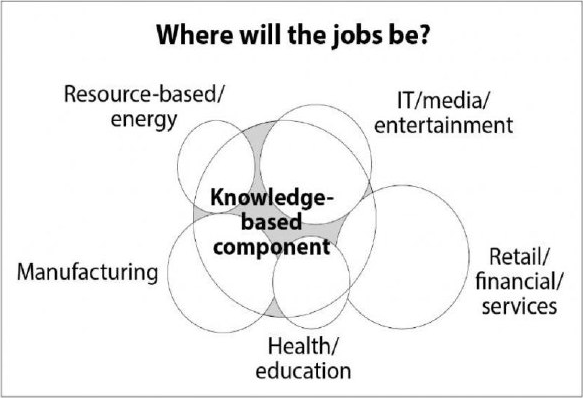 Where will the jobs be?
Resource-based/
energy
IT/media/
entertainment
Knowledge-
based
component
Manufacturing
Retail/
financial/
services
Health/
education